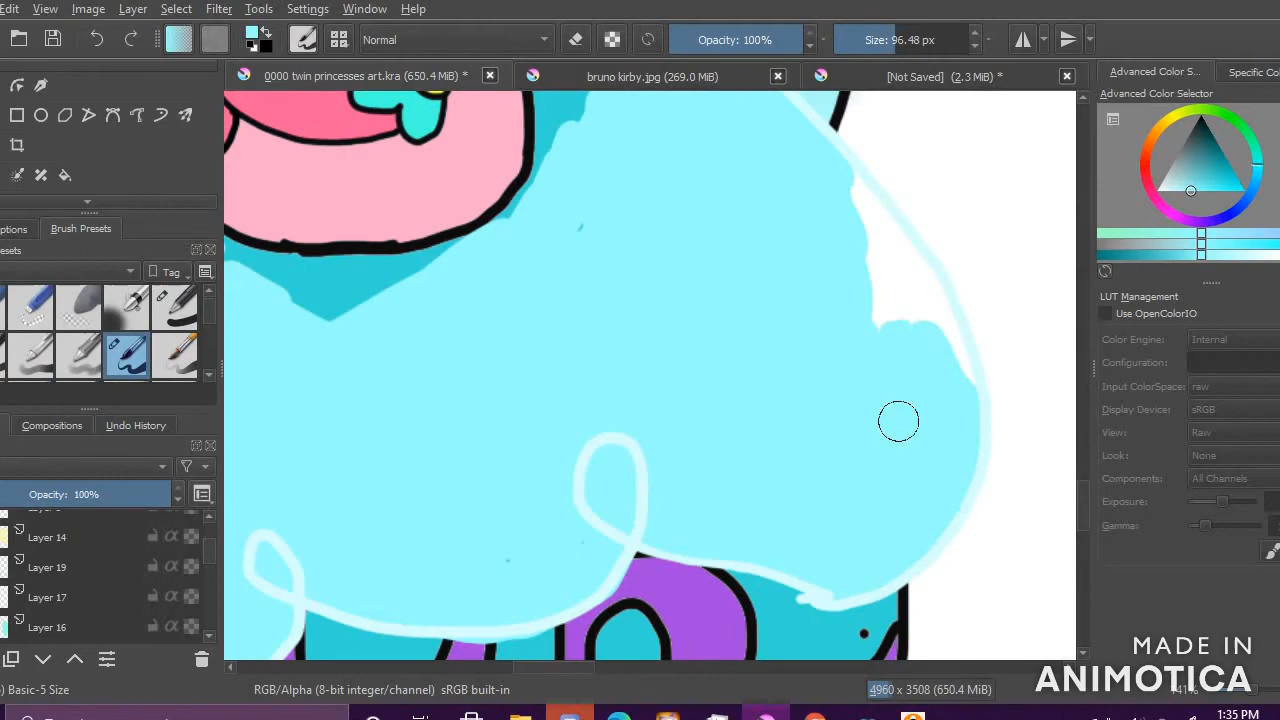 Edit View Image Layer Select Filter Tools Settings Window Help
Normal Opacity: 100% Size: 96.48 px
0000 twin princesses art.kra (650.4 MiB) * bruno kirby.jpg (269.0 MiB) [Not Saved] (2.3 MiB) * Advanced Color S... Specific Co
Advanced Color Selector
ptions Brush Presets
esets
Tag
LUT Management
Use OpenColorIO
Color Engine: Internal
Configuration:
Input ColorSpace: raw
Display Device: sRGB
Compositions Undo History
View: Raw
Look: None
Components: All Channels
Opacity: 100%
Exposure:
Gamma:
Layer 14
Layer 19
Layer 17
Layer 16
MADE IN
ANIMOTICA
) Basic-5 Size RGB/Alpha (8-bit integer/channel) sRGB built-in 4960 x 3508 (650.4 MiB)
1:35 PM